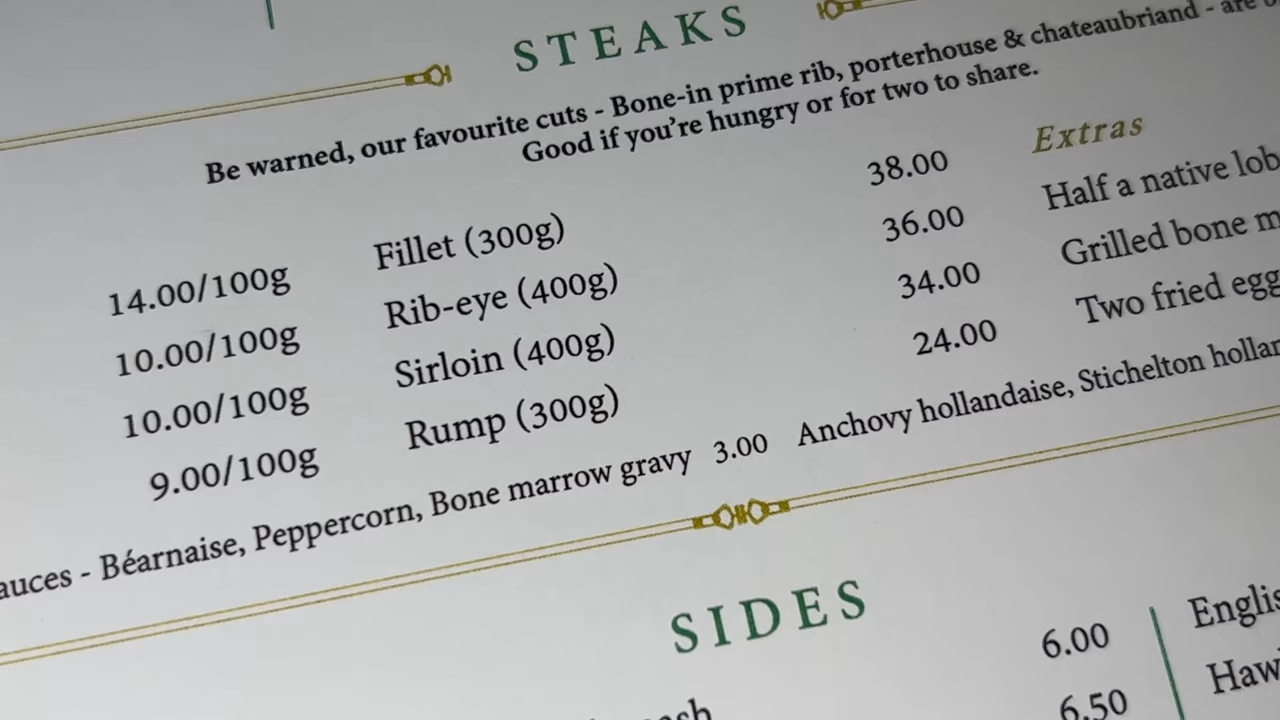 STEAKS
Be warned, our favourite cuts - Bone-in prime rib, porterhouse & chateaubriand - are
Good if you're hungry or for two to share.
14.00/100g Fillet (300g) 38.00
10.00/100g Rib-eye (400g) 36.00
10.00/100g Sirloin (400g) 34.00
9.00/100g Rump (300g) 24.00
Extras
Half a native
Grilled bone
Two fried
- Béarnaise, Peppercorn, Bone marrow gravy 3.00 Anchovy hollandaise, Stichelton
SIDES
6.00
6.50